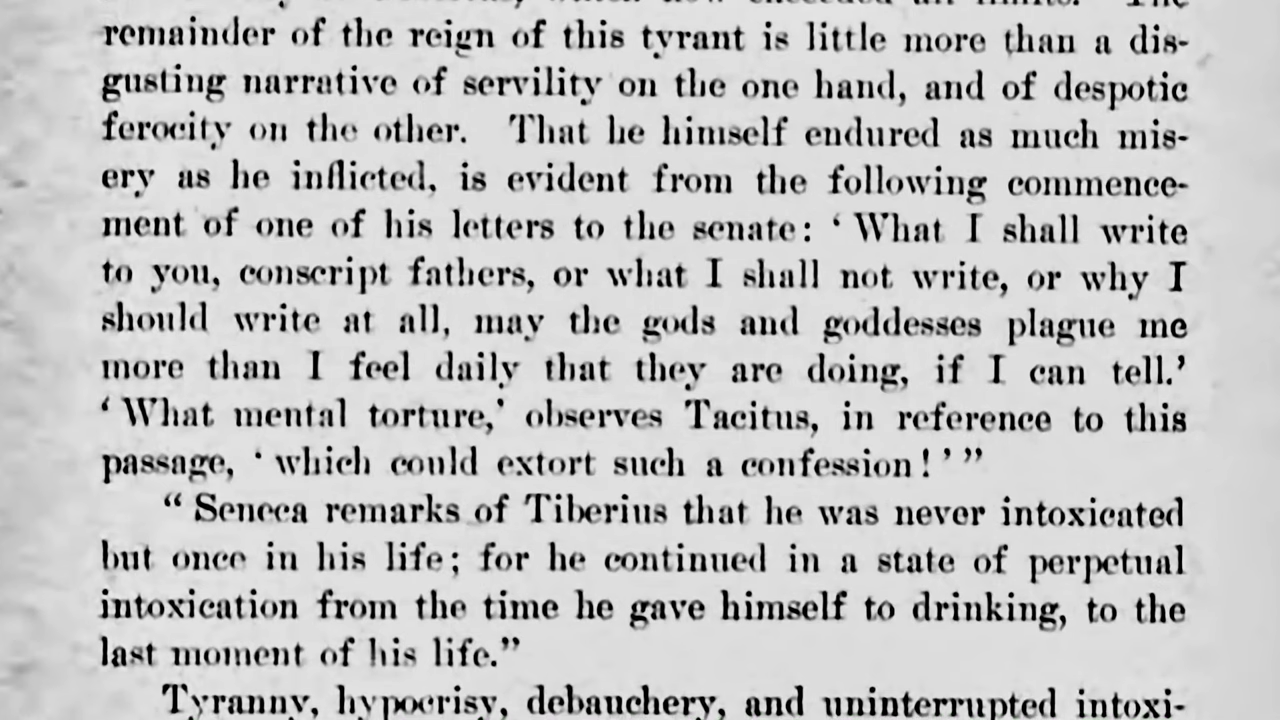 remainder of the reign of this tyrant is little more than a dis-
gusting narrative of servility on the one hand, and of despotic
ferocity on the other. That he himself endured as much mis-
ery as he inflicted, is evident from the following commence-
ment of one of his letters to the senate: ‘ What I shall write
to you, conscript fathers, or what I shall not write, or why I
should write at all, may the gods and goddesses plague me
more than I feel daily that they are doing, if I can tell.’
‘ What mental torture,’ observes Tacitus, in reference to this
passage, ‘ which could extort such a confession! ’ ”
“ Seneca remarks of Tiberius that he was never intoxicated
but once in his life; for he continued in a state of perpetual
intoxication from the time he gave himself to drinking, to the
last moment of his life.”
Tyranny, hypocrisy, debauchery, and uninterrupted intoxi-